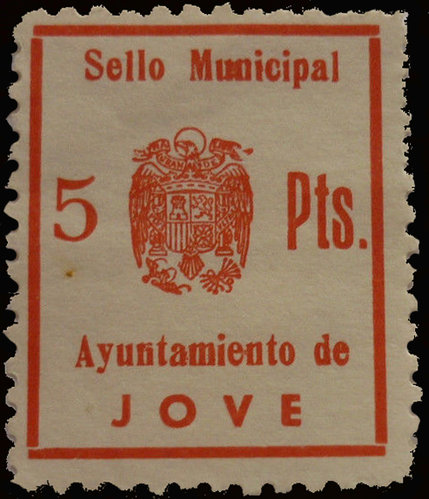 Sello Municipal
5 Pts.
Ayuntamiento de
JOVE